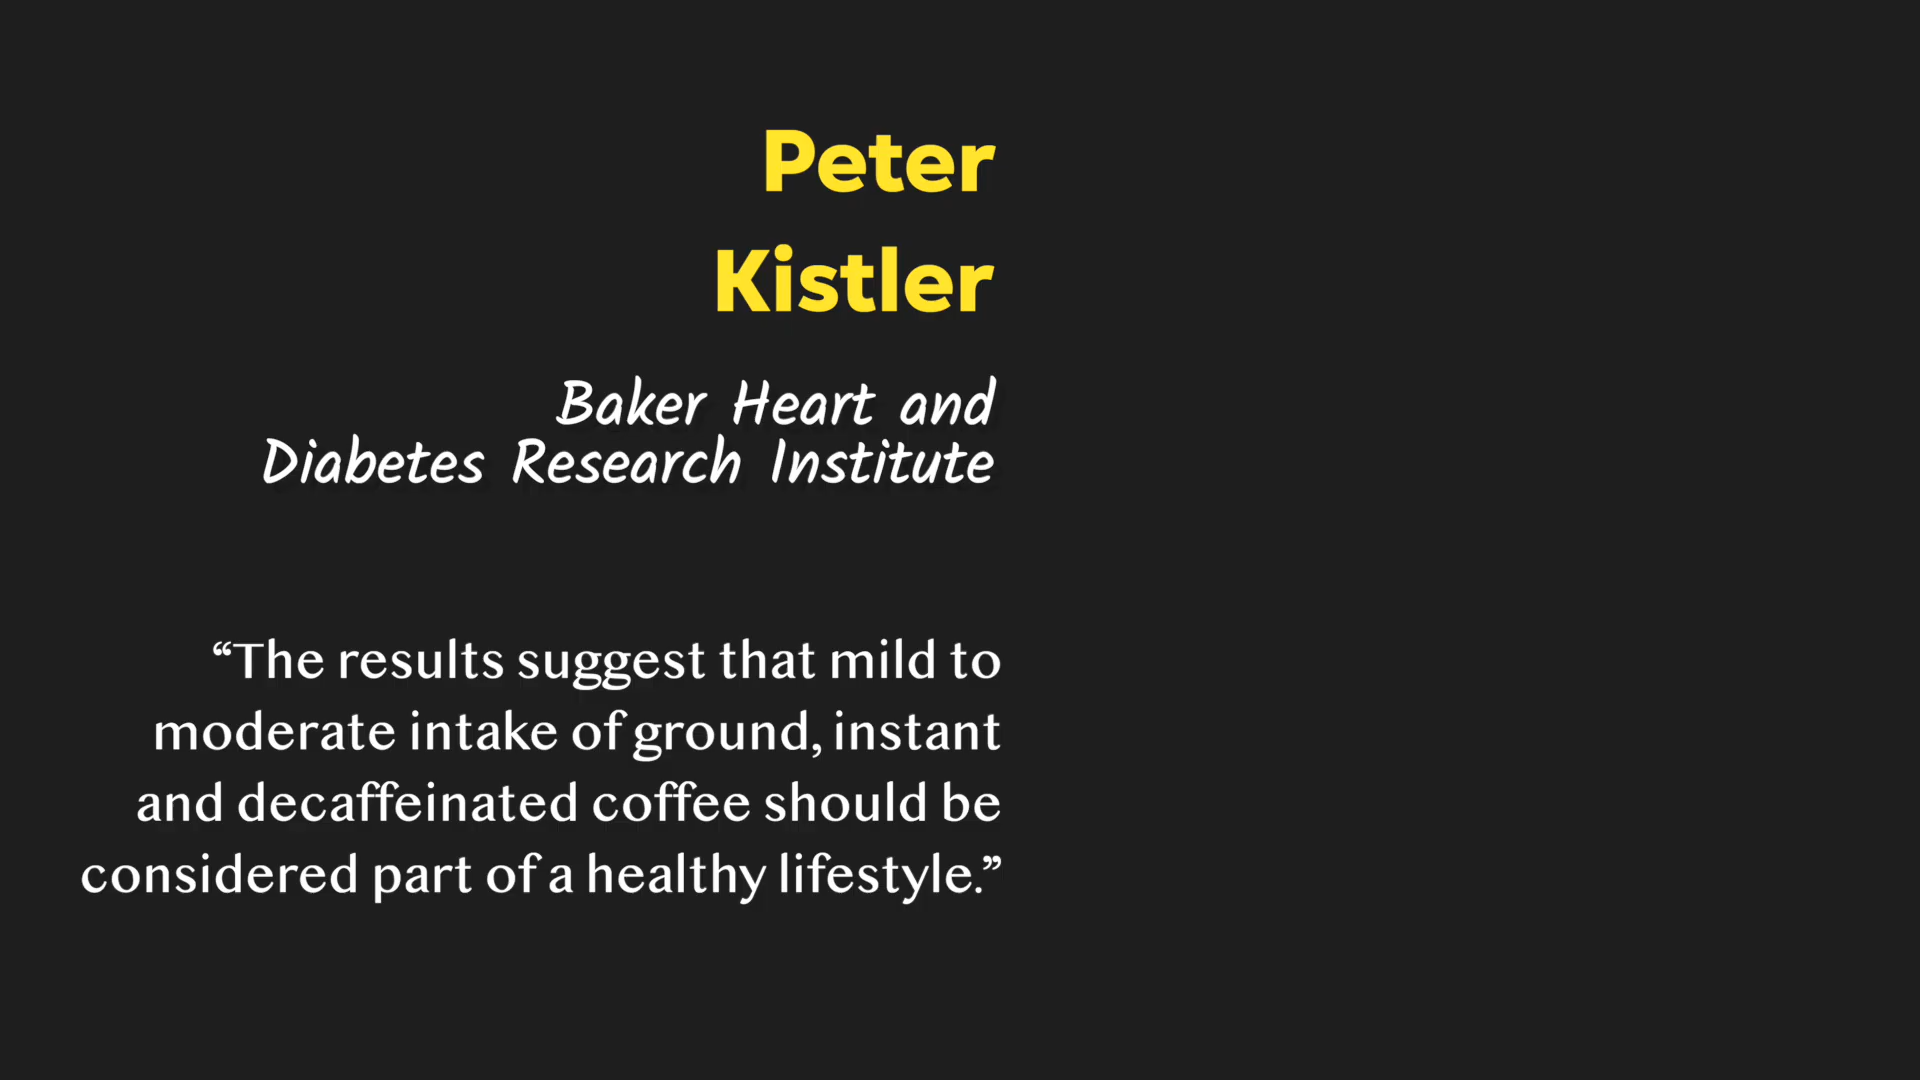 Peter
Kistler
Baker Heart and
Diabetes Research Institute
“The results suggest that mild to
moderate intake of ground, instant
and decaffeinated coffee should be
considered part of a healthy lifestyle.”